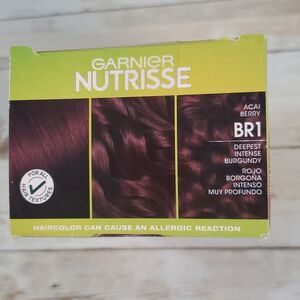 GARNIER
NUTRISSE
ACAI
BERRY
BR1
DEEPEST
INTENSE
BURGUNDY
ROJO
BORGOÑA
INTENSO
MUY PROFUNDO
FOR ALL
HAIR TEXTURES
HAIRCOLOR CAN CAUSE AN ALLERGIC REACTION